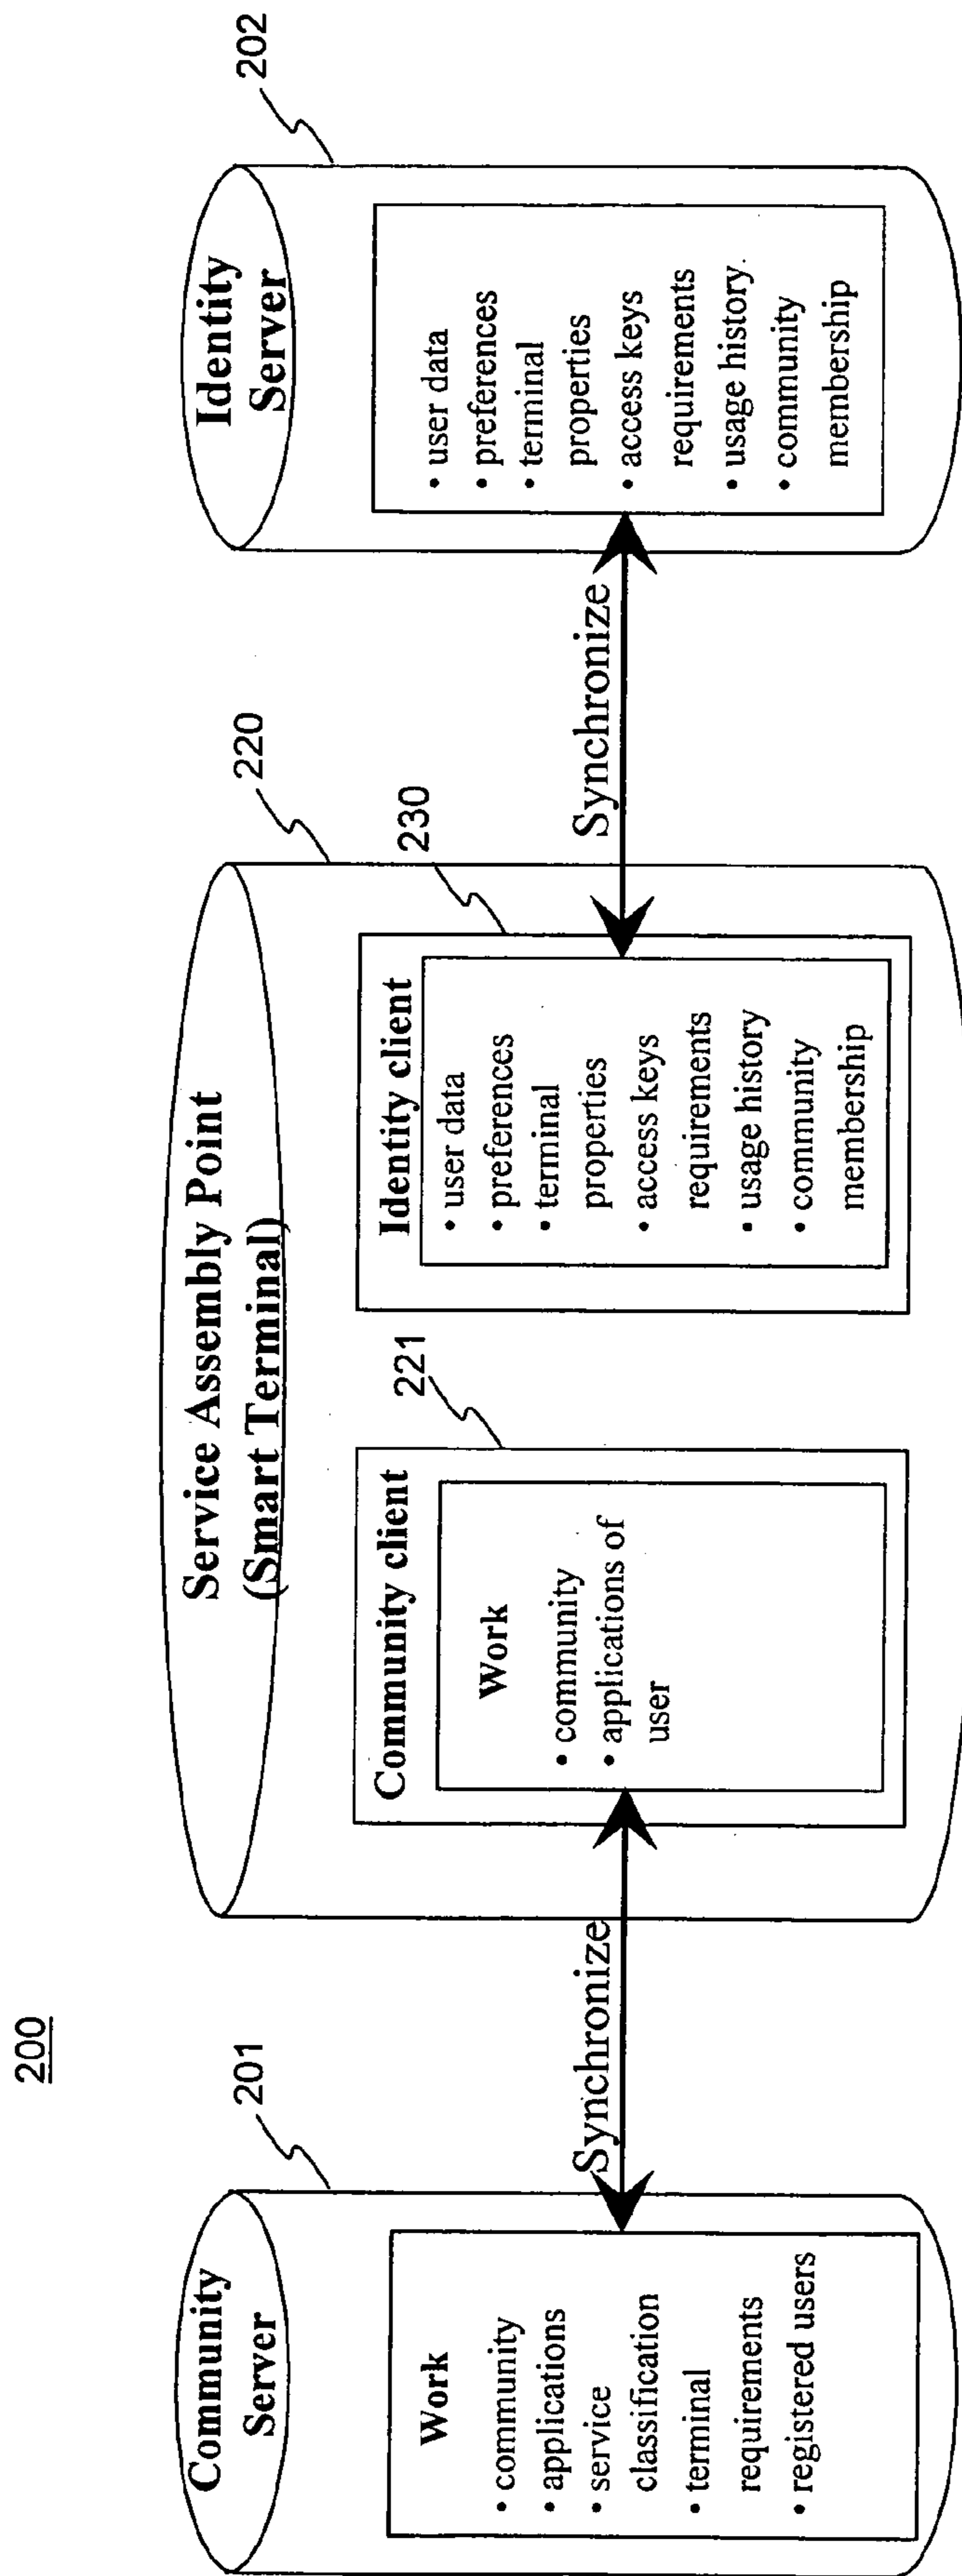 200
Community
Server
201
Work
• community
• applications
• service
classification
• terminal
requirements
• registered users
Synchronize
Service Assembly Point
(Smart Terminal)
220
Community client
221
Work
• community
• applications of
user
Identity client
230
• user data
• preferences
• terminal
properties
• access keys
requirements
• usage history
• community
membership
Synchronize
Identity
Server
202
• user data
• preferences
• terminal
properties
• access keys
requirements
• usage history.
• community
membership